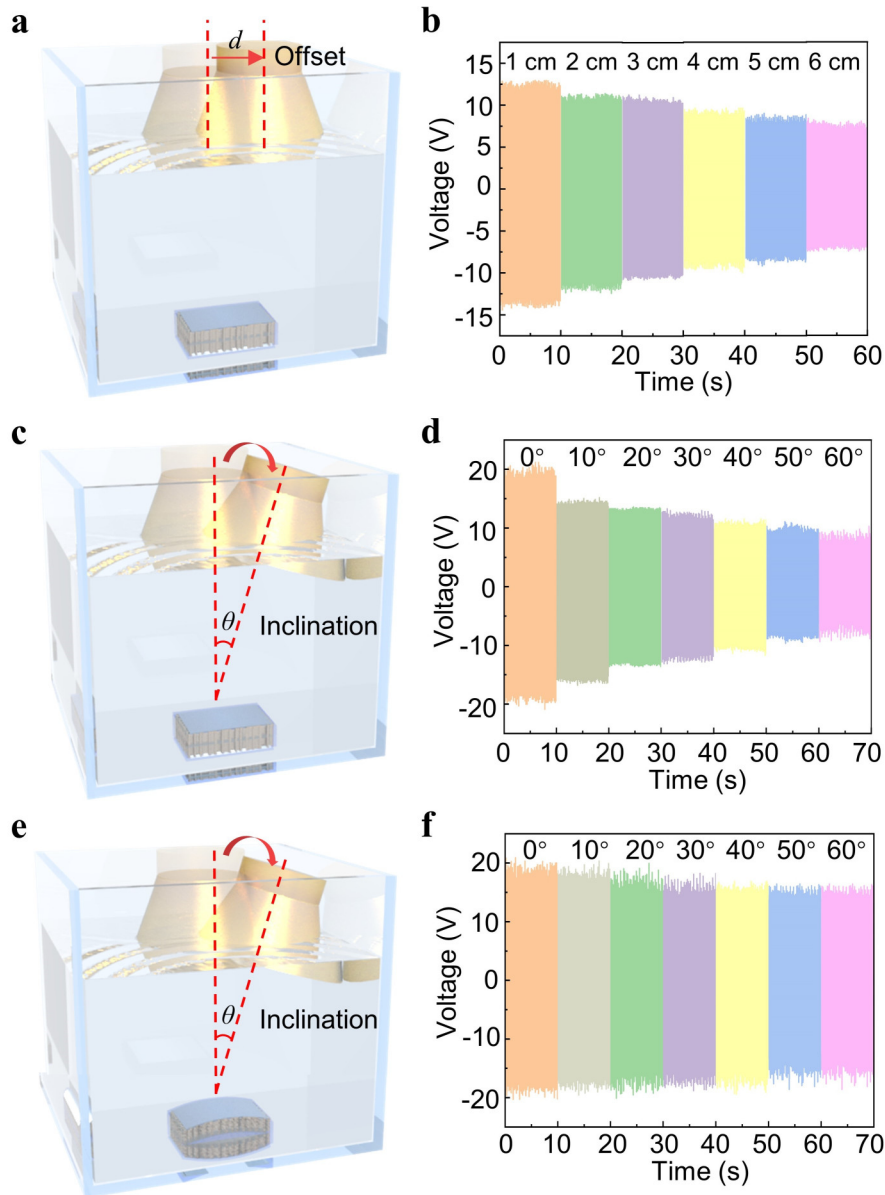 a
d
Offset
b
1 cm 2 cm 3 cm 4 cm 5 cm 6 cm
15
10
5
0
-5
-10
-15
Voltage (V)
0 10 20 30 40 50 60
Time (s)
c
θ
Inclination
d
0° 10° 20° 30° 40° 50° 60°
20
10
0
-10
-20
Voltage (V)
0 10 20 30 40 50 60 70
Time (s)
e
θ
Inclination
f
0° 10° 20° 30° 40° 50° 60°
20
10
0
-10
-20
Voltage (V)
0 10 20 30 40 50 60 70
Time (s)